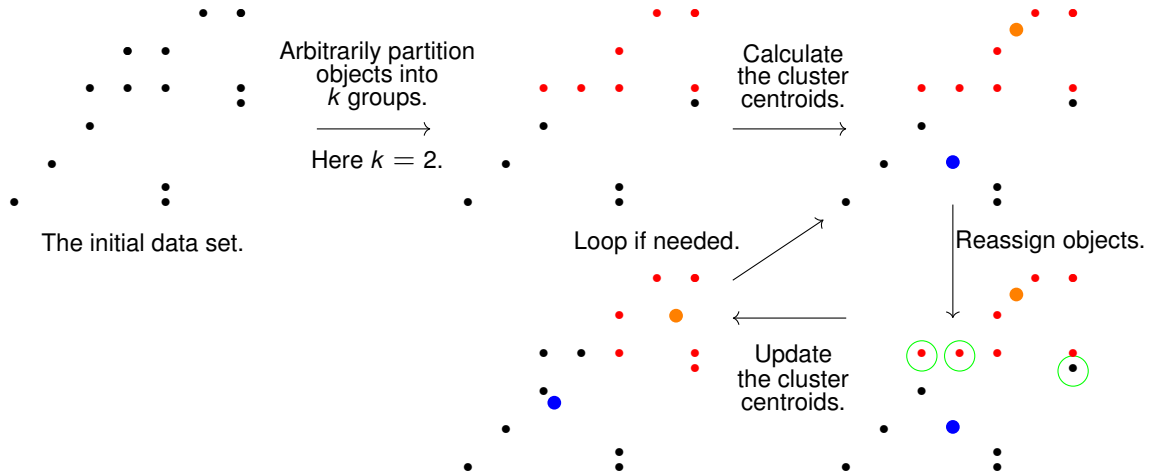 Arbitrarily partition
objects into
k groups.
Here k = 2.
Calculate
the cluster
centroids.
The initial data set.
Loop if needed.
Reassign objects.
Update
the cluster
centroids.